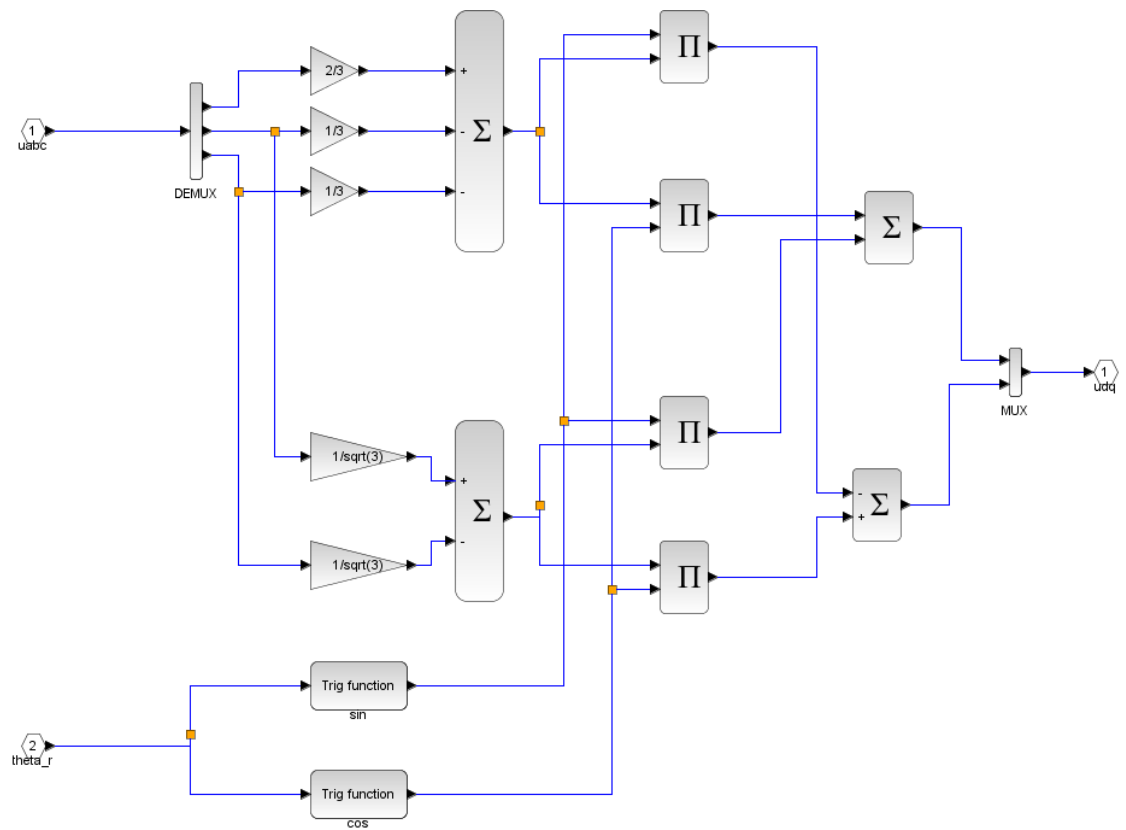 Π
2/3
+
1
uabc
1/3
-
Σ
1/3
-
DEMUX
Π
Σ
MUX
1
udq
Π
1/sqrt(3)
+
Σ
-
Σ
+
1/sqrt(3)
-
Π
Trig function
sin
2
theta_r
Trig function
cos